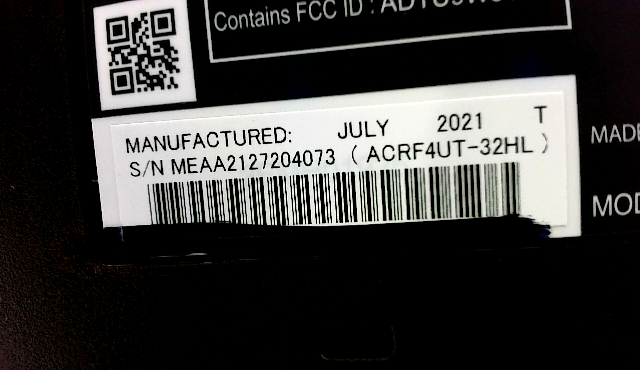 Contains FCC ID :
MANUFACTURED: JULY 2021 T
S/N MEAA2127204073 ( ACRF4UT-32HL )